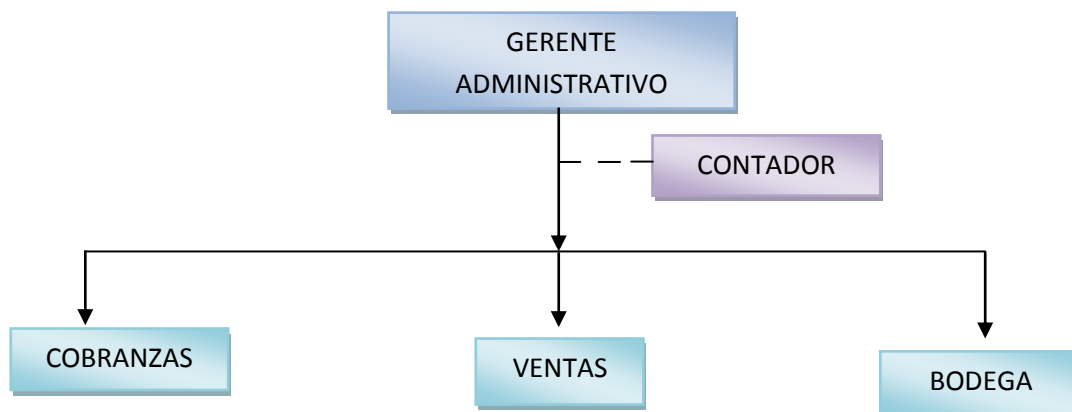 GERENTE
ADMINISTRATIVO
CONTADOR
COBRANZAS
VENTAS
BODEGA